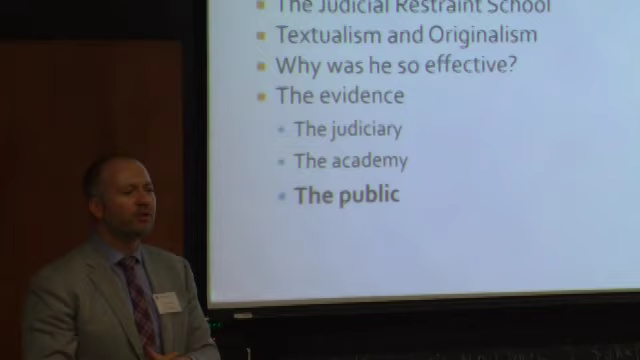 The Judicial Restraint School
Textualism and Originalism
Why was he so effective?
The evidence
The judiciary
The academy
The public